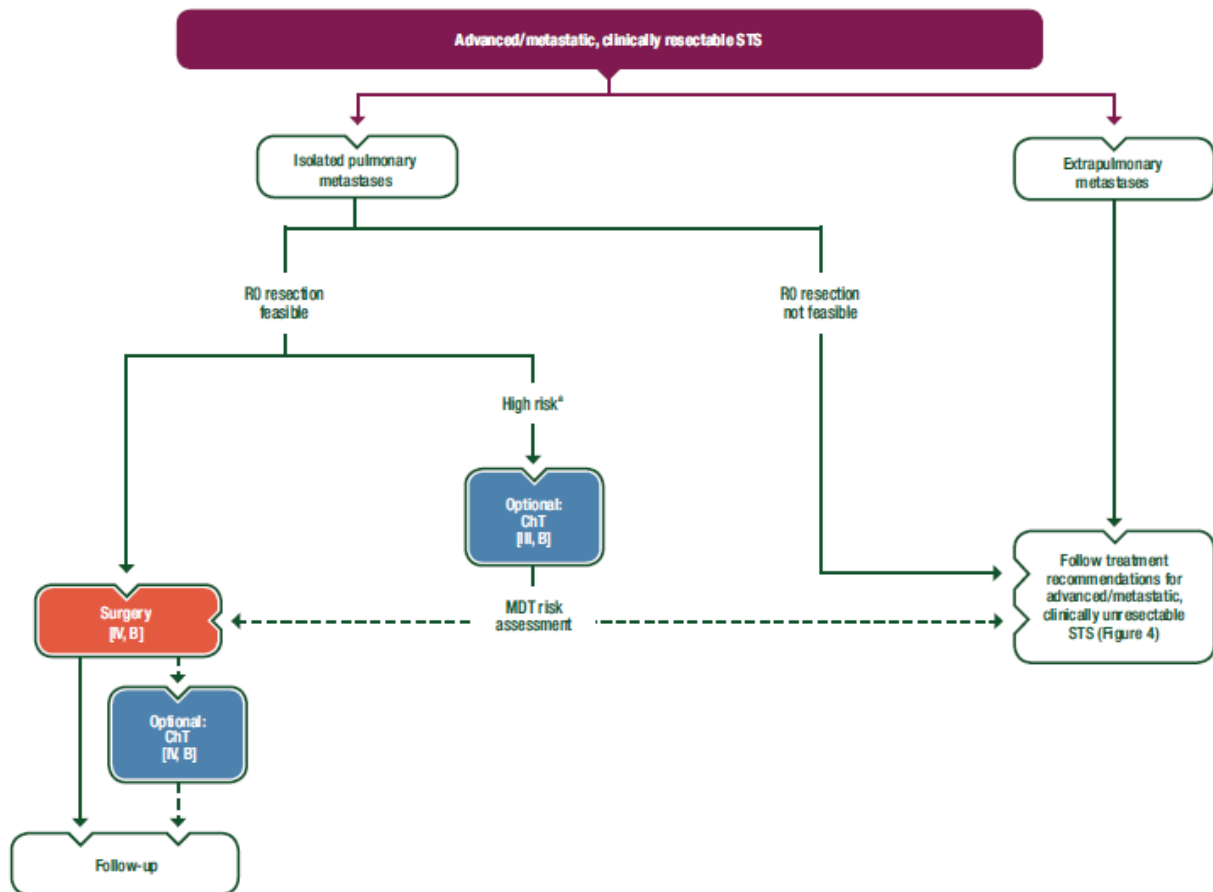 Advanced/metastatic, clinically resectable STS
Isolated pulmonary
metastases
Extrapulmonary
metastases
R0 resection
feasible
R0 resection
not feasible
High riskª
Optional:
ChT
[III, B]
Surgery
[IV, B]
MDT risk
assessment
Follow treatment
recommendations for
advanced/metastatic,
clinically unresectable
STS (Figure 4)
Optional:
ChT
[IV, B]
Follow-up